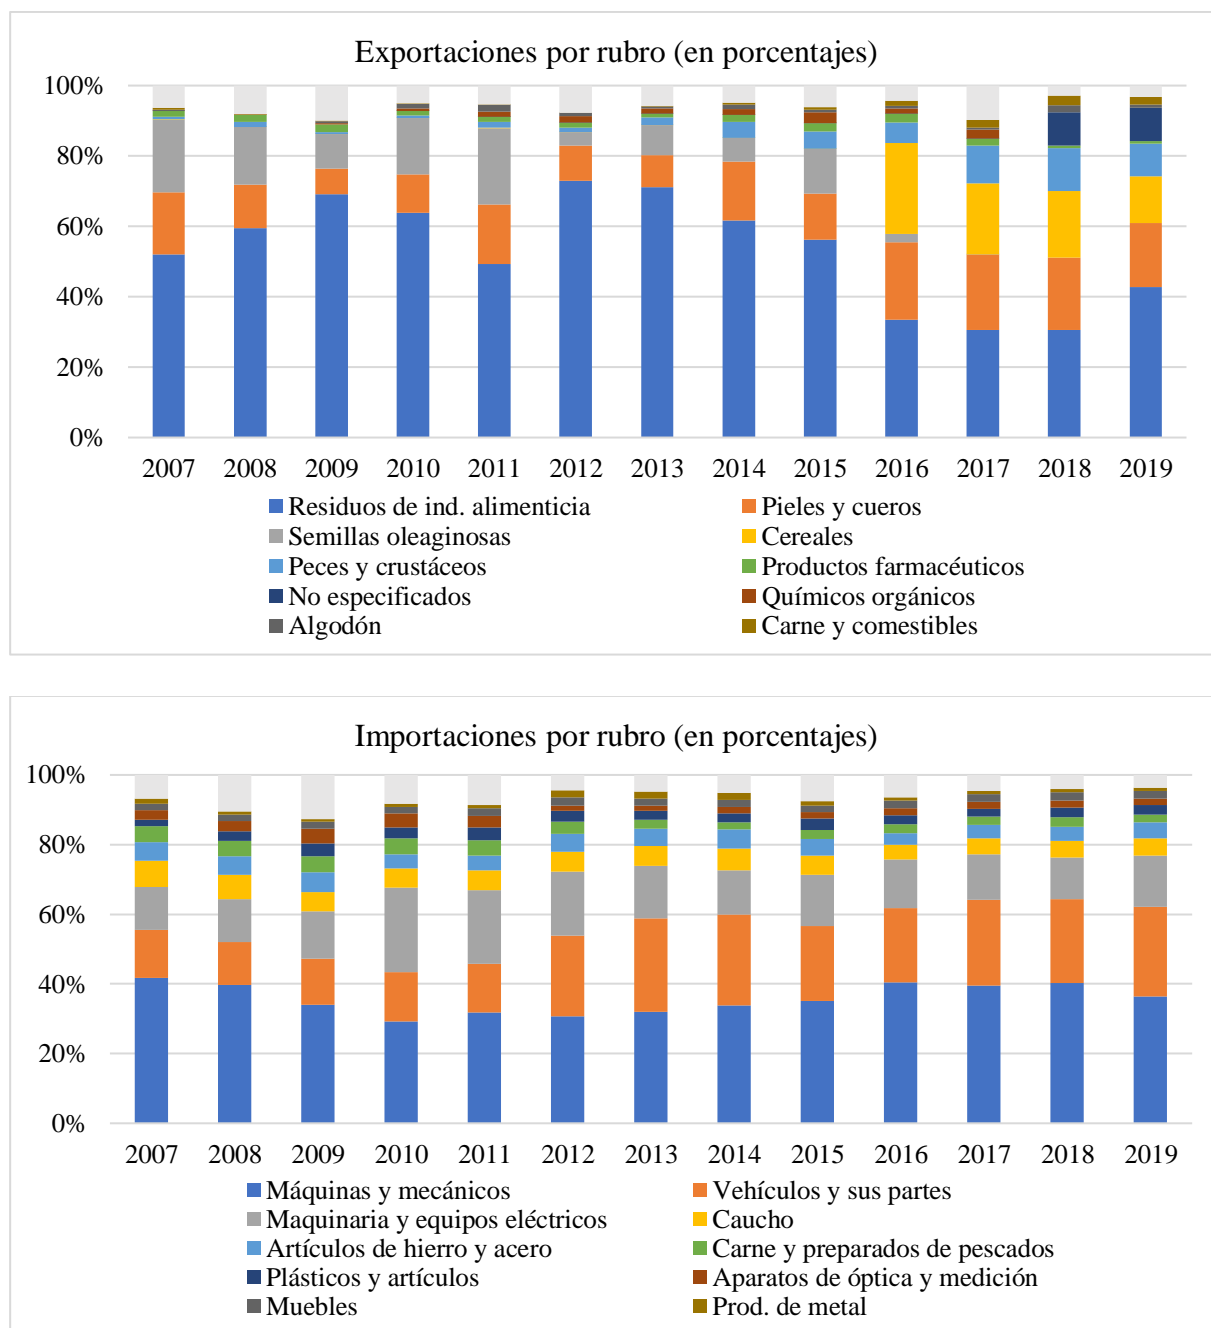 Exportaciones por rubro (en porcentajes)
100%
80%
60%
40%
20%
0%
2007 2008 2009 2010 2011 2012 2013 2014 2015 2016 2017 2018 2019
Residuos de ind. alimenticia Pieles y cueros
Semillas oleaginosas Cereales
Peces y crustáceos Productos farmacéuticos
No especificados Químicos orgánicos
Algodón Carne y comestibles
Importaciones por rubro (en porcentajes)
100%
80%
60%
40%
20%
0%
2007 2008 2009 2010 2011 2012 2013 2014 2015 2016 2017 2018 2019
Máquinas y mecánicos Vehículos y sus partes
Maquinaria y equipos eléctricos Caucho
Artículos de hierro y acero Carne y preparados de pescados
Plásticos y artículos Aparatos de óptica y medición
Muebles Prod. de metal